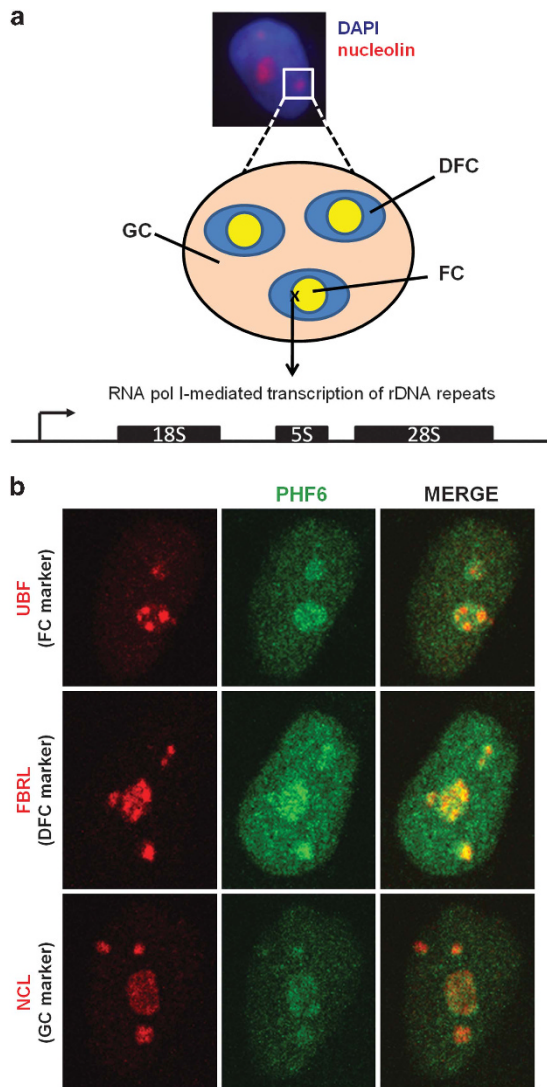 a
DAPI
nucleolin
DFC
GC
FC
x
RNA pol I-mediated transcription of rDNA repeats
18S 5S 28S
b
PHF6 MERGE
UBF
(FC marker)
FBRL
(DFC marker)
NCL
(GC marker)